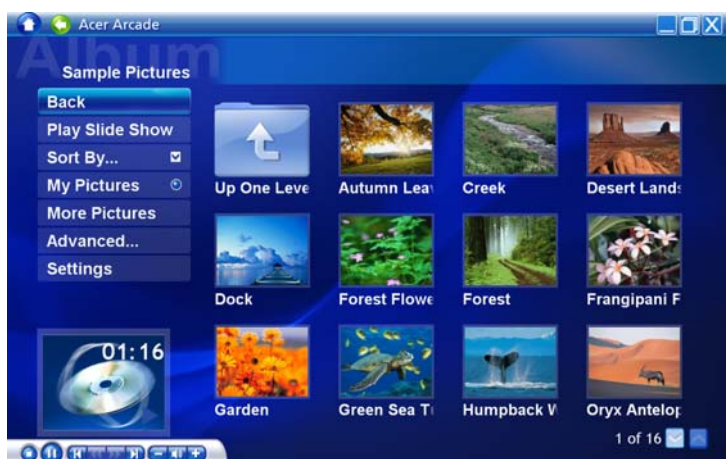 Acer Arcade
Album
Sample Pictures
Back
Play Slide Show
Sort By...
My Pictures
More Pictures
Advanced...
Settings
Up One Leve
Autumn Lea
Creek
Desert Lands
Dock
Forest Flowe
Forest
Frangipani F
Garden
Green Sea T
Humpback W
Oryx Antelop
01:16
1 of 16